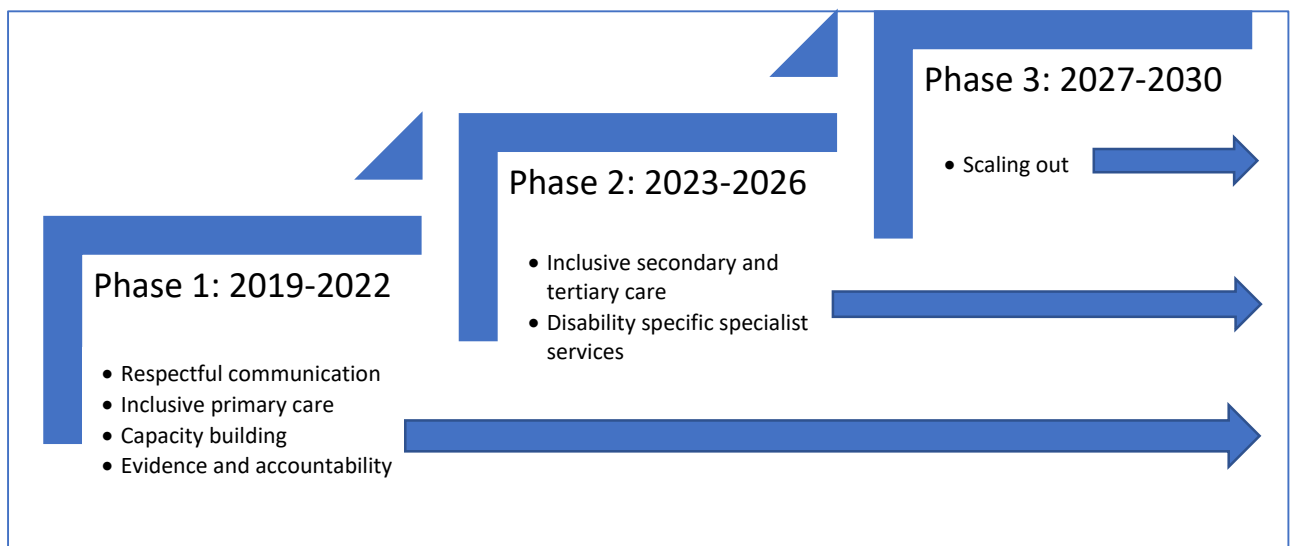 Phase 1: 2019-2022
• Respectful communication
• Inclusive primary care
• Capacity building
• Evidence and accountability
Phase 2: 2023-2026
• Inclusive secondary and
tertiary care
• Disability specific specialist
services
Phase 3: 2027-2030
• Scaling out